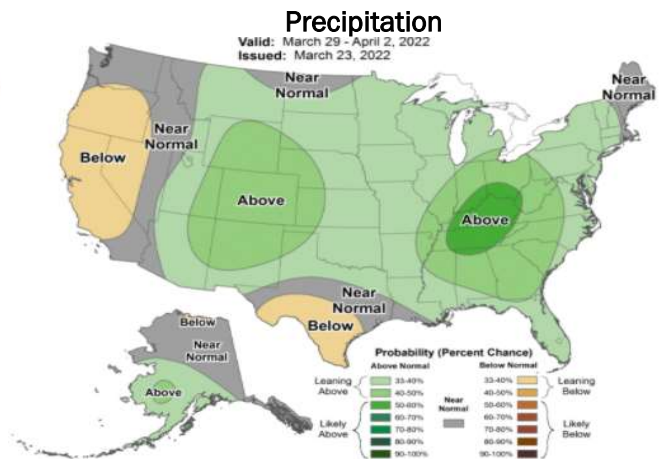 Precipitation
Valid: March 29 - April 2, 2022
Issued: March 23, 2022
Near
Normal
Near
Normal
Below
Near
Normal
Above
Above
Near
Normal
Below
Below
Near
Normal
Above
Probability (Percent Chance)
Above Normal
Below Normal
Leaning
Above
33-40%
40-50%
50-60%
Likely
Above
60-70%
70-80%
80-90%
90-100%
Near
Normal
33-40%
40-50%
50-60%
60-70%
70-80%
80-90%
90-100%
Leaning
Below
Likely
Below